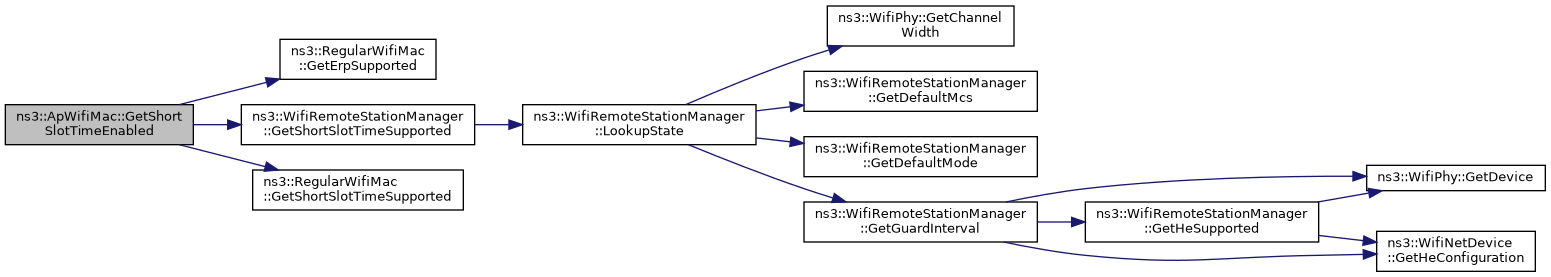 ns3::ApWifiMac::GetShort
SlotTimeEnabled
ns3::RegularWifiMac
::GetErpSupported
ns3::WifiRemoteStationManager
::GetShortSlotTimeSupported
ns3::RegularWifiMac
::GetShortSlotTimeSupported
ns3::WifiRemoteStationManager
::LookupState
ns3::WifiPhy::GetChannel
Width
ns3::WifiRemoteStationManager
::GetDefaultMcs
ns3::WifiRemoteStationManager
::GetDefaultMode
ns3::WifiRemoteStationManager
::GetGuardInterval
ns3::WifiRemoteStationManager
::GetHeSupported
ns3::WifiPhy::GetDevice
ns3::WifiNetDevice
::GetHeConfiguration